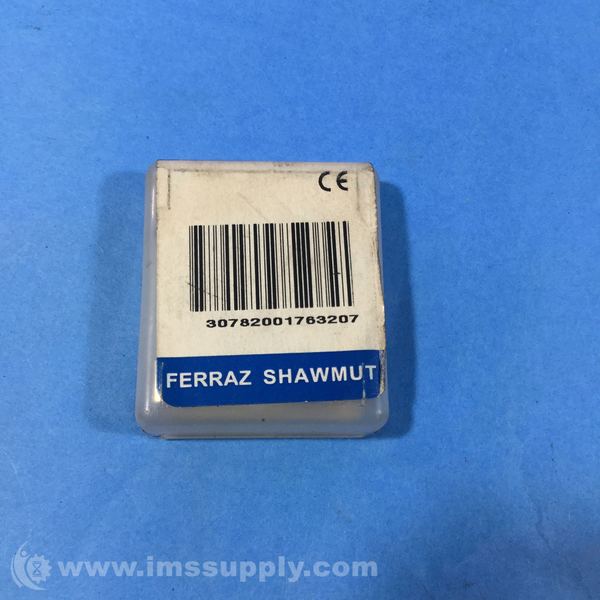 CE
30782001763207
FERRAZ SHAWMUT
www.imssupply.com